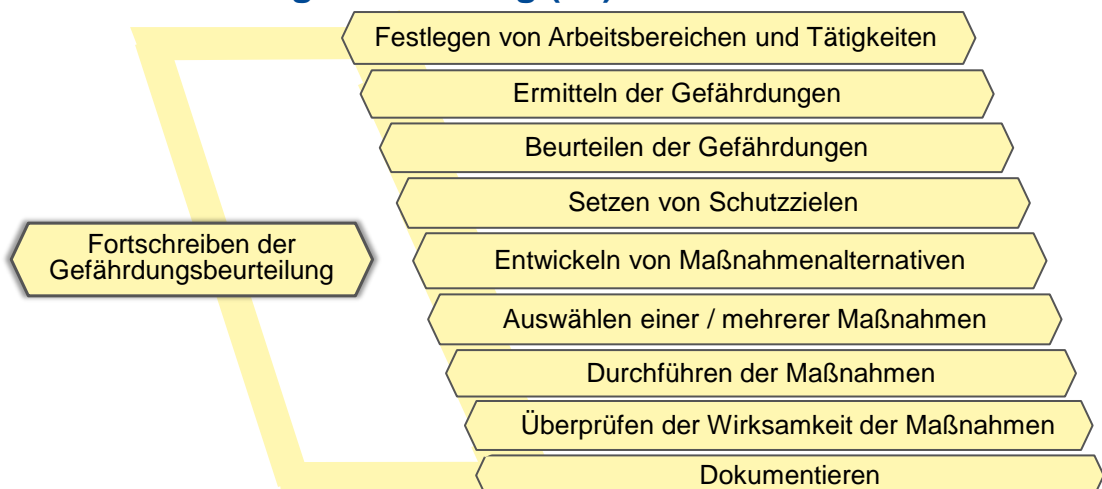 Festlegen von Arbeitsbereichen und Tätigkeiten
Ermitteln der Gefährdungen
Beurteilen der Gefährdungen
Setzen von Schutzzielen
Fortschreiben der
Gefährdungsbeurteilung
Entwickeln von Maßnahmenalternativen
Auswählen einer / mehrerer Maßnahmen
Durchführen der Maßnahmen
Überprüfen der Wirksamkeit der Maßnahmen
Dokumentieren